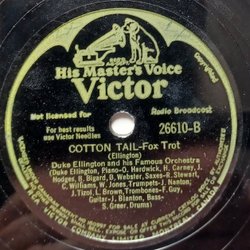 His Master's Voice
Victor
Not licensed for
Radio Broadcast
For best results
use Victor Needles
26610-B
COTTON TAIL-Fox Trot
(Ellington)
Duke Ellington and his Famous Orchestra
(Duke Ellington, Piano-O. Hardwick, H. Carney, J.
Hodges, H. Bigard, B. Webster, Saxes-R. Stewart,
C. Williams, W. Jones, Trumpets-J. Nanton,
J. Tizol, L. Brown, Trombones-F. Guy,
Guitar-J. Blanton, Bass-
S. Greer, Drums)